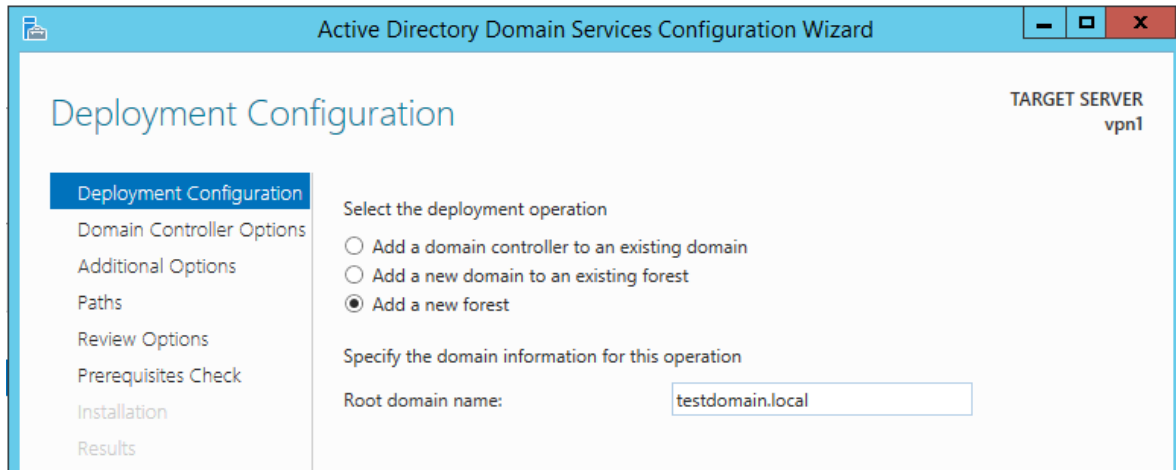 Active Directory Domain Services Configuration Wizard
Deployment Configuration
TARGET SERVER
vpn1
Deployment Configuration
Domain Controller Options
Additional Options
Paths
Review Options
Prerequisites Check
Installation
Results
Select the deployment operation
Add a domain controller to an existing domain
Add a new domain to an existing forest
Add a new forest
Specify the domain information for this operation
Root domain name: testdomain.local